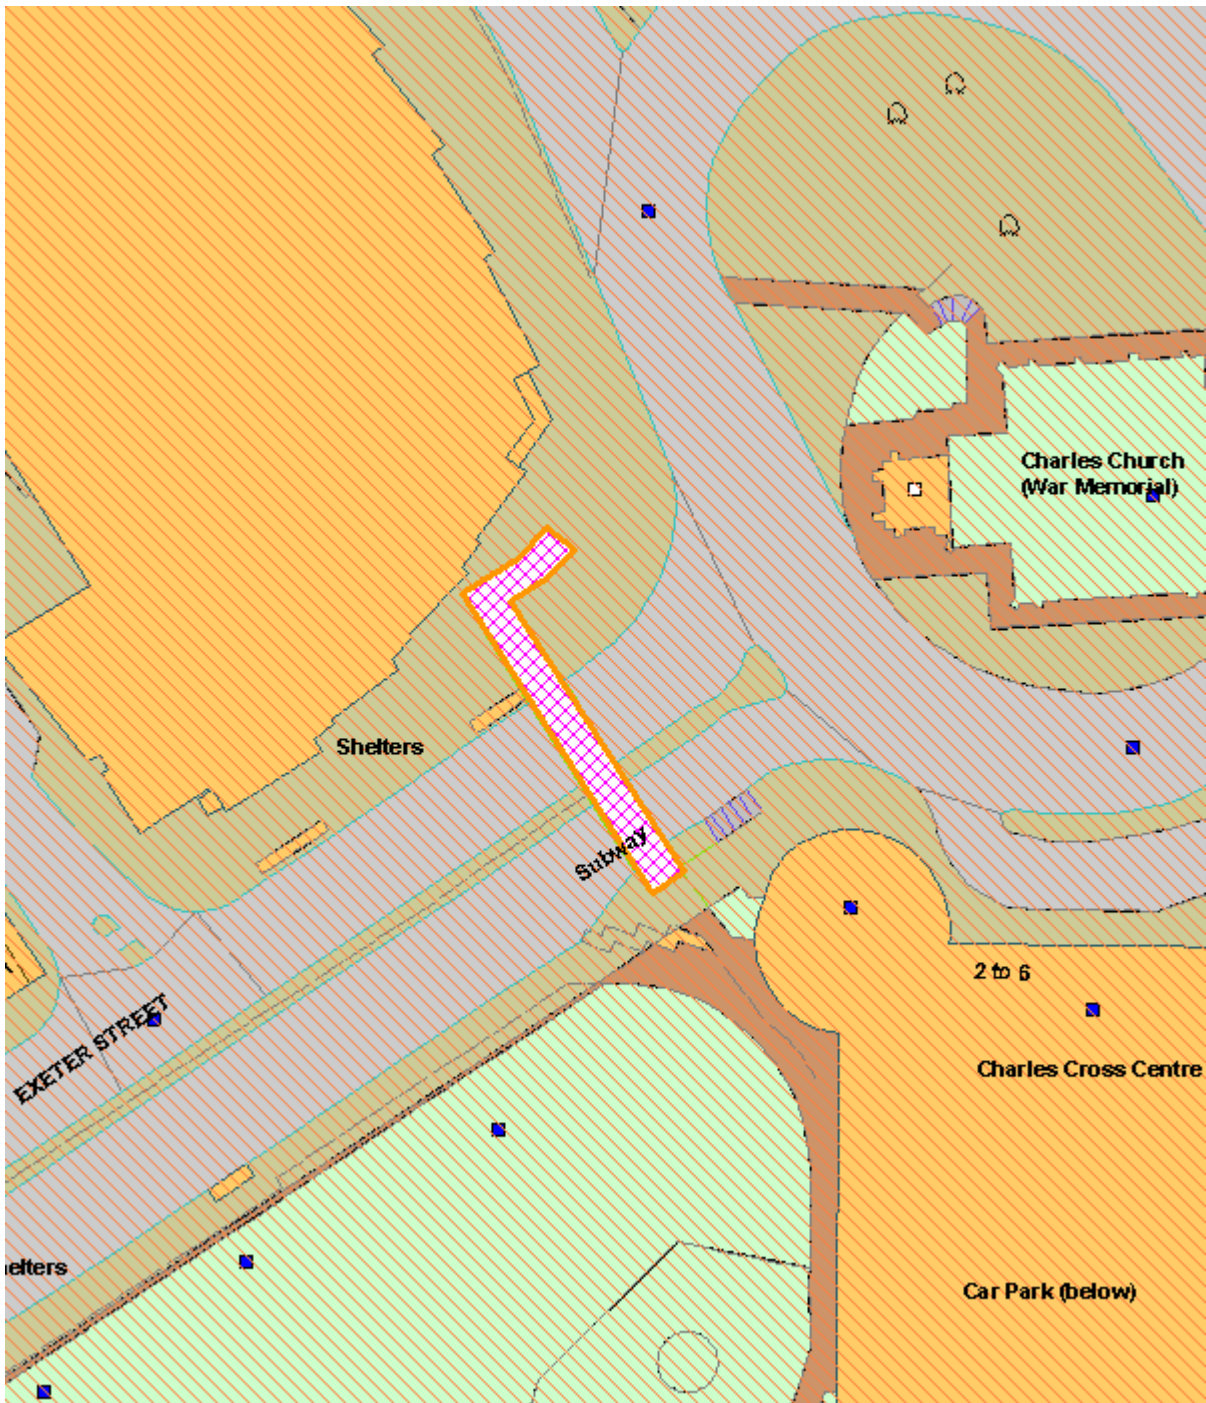 Charles Church
(War Memorial)
Shelters
Subway
2 to 6
EXETER STREET
Charles Cross Centre
elters
Car Park (below)